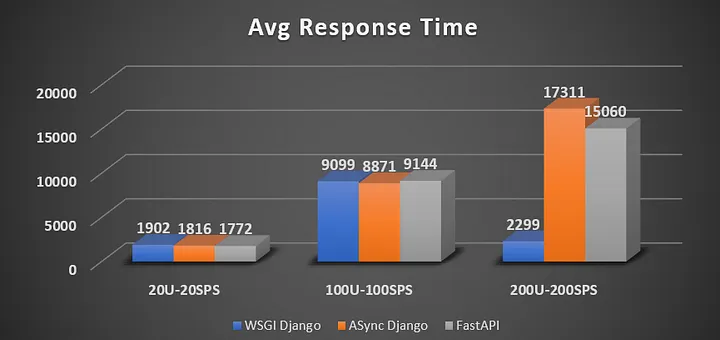 Avg Response Time
20000
15000
10000
5000
0
1902 1816 1772
9099 8871 9144
2299 17311 15060
20U-20SPS 100U-100SPS 200U-200SPS
WSGI Django ASync Django FastAPI